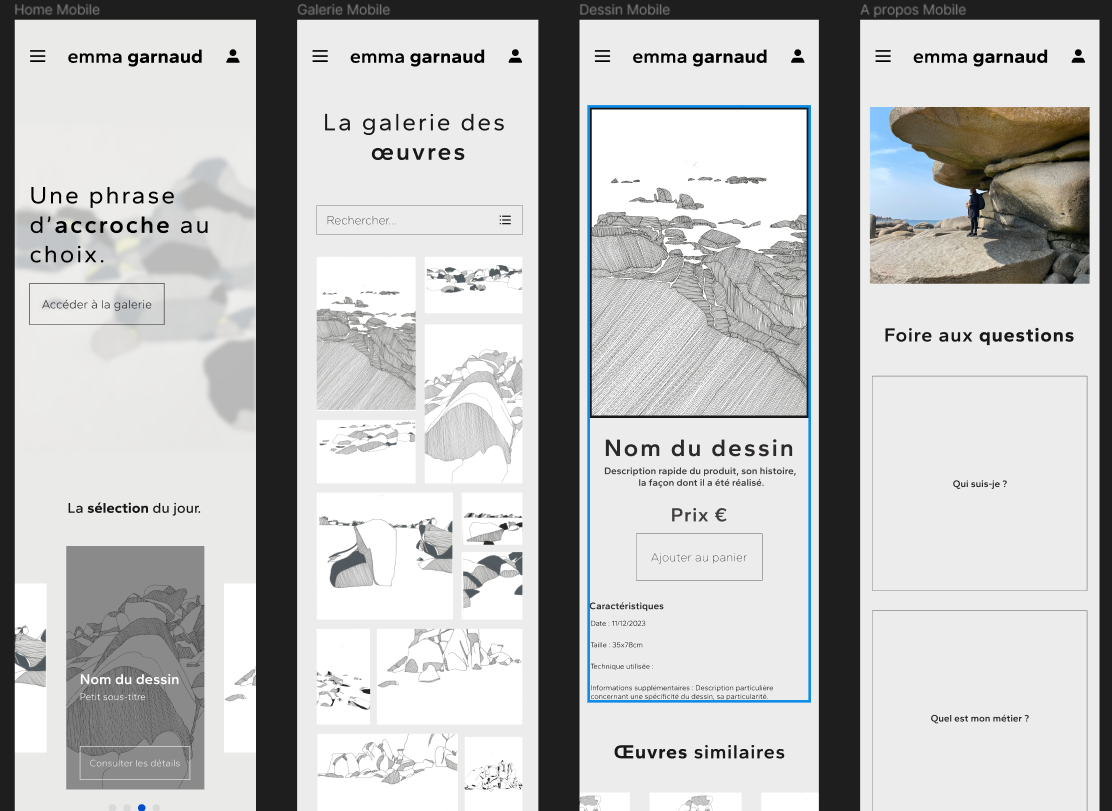 Home Mobile
emma garnaud
Une phrase
d'accroche au
choix.
Accéder à la galerie
La sélection du jour.
Nom du dessin
Petit sous-titre
Consulter les détails
Galerie Mobile
emma garnaud
La galerie des
œuvres
Rechercher...
Dessin Mobile
emma garnaud
Nom du dessin
Description rapide du produit, son histoire,
la façon dont il a été réalisé.
Prix €
Ajouter au panier
Caractéristiques
Date : 11/12/2023
Taille : 35x78cm
Technique utilisée :
Informations supplémentaires : Description particulière
concernant une spécificité du dessin, sa particularité.
Œuvres similaires
A propos Mobile
emma garnaud
Foire aux questions
Qui suis-je ?
Quel est mon métier ?